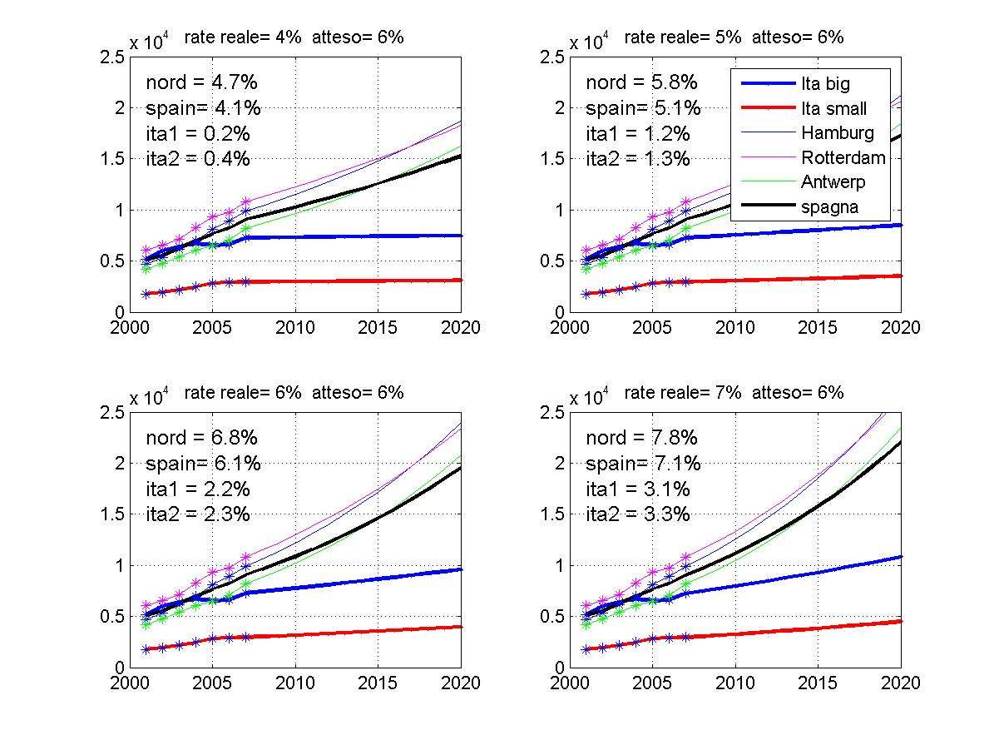 x 10^4 rate reale= 4% atteso= 6%
2.5
2
1.5
1
0.5
0
nord = 4.7%
spain= 4.1%
ita1 = 0.2%
ita2 = 0.4%
2000 2005 2010 2015 2020
x 10^4 rate reale= 5% atteso= 6%
2.5
2
1.5
1
0.5
0
nord = 5.8%
spain= 5.1%
ita1 = 1.2%
ita2 = 1.3%
Ita big
Ita small
Hamburg
Rotterdam
Antwerp
spagna
2000 2005 2010 2015 2020
x 10^4 rate reale= 6% atteso= 6%
2.5
2
1.5
1
0.5
0
nord = 6.8%
spain= 6.1%
ita1 = 2.2%
ita2 = 2.3%
2000 2005 2010 2015 2020
x 10^4 rate reale= 7% atteso= 6%
2.5
2
1.5
1
0.5
0
nord = 7.8%
spain= 7.1%
ita1 = 3.1%
ita2 = 3.3%
2000 2005 2010 2015 2020